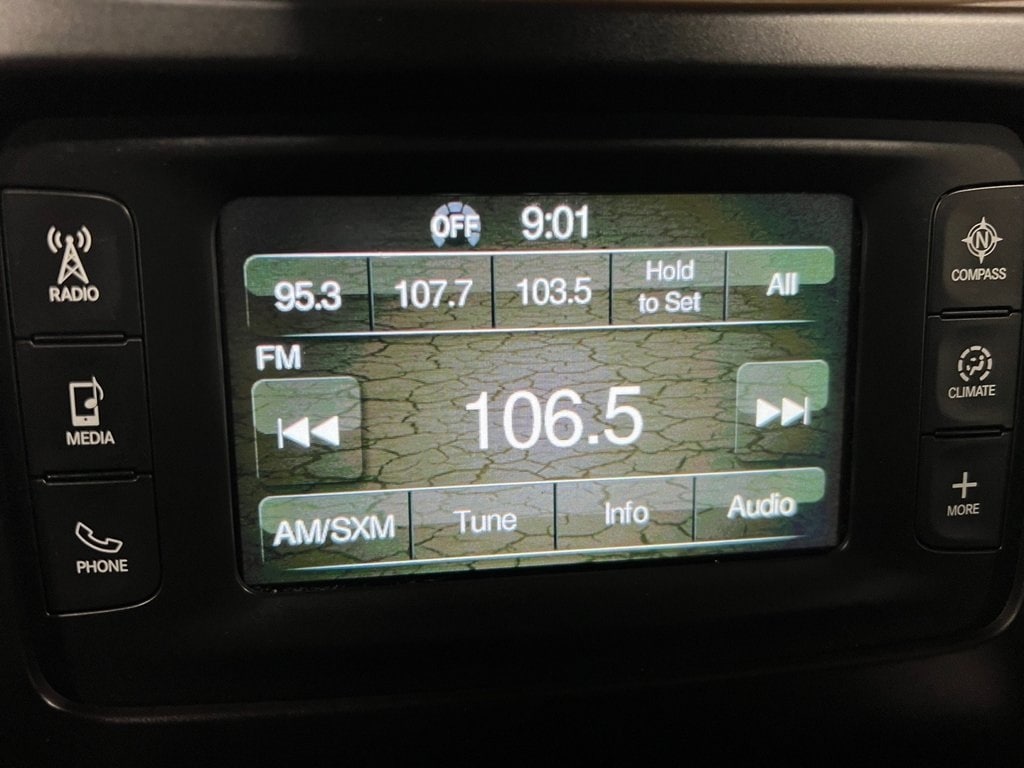 OFF 9:01
95.3 107.7 103.5 Hold to Set All
FM
106.5
AM/SXM Tune Info Audio
RADIO
MEDIA
PHONE
N
COMPASS
CLIMATE
+
MORE